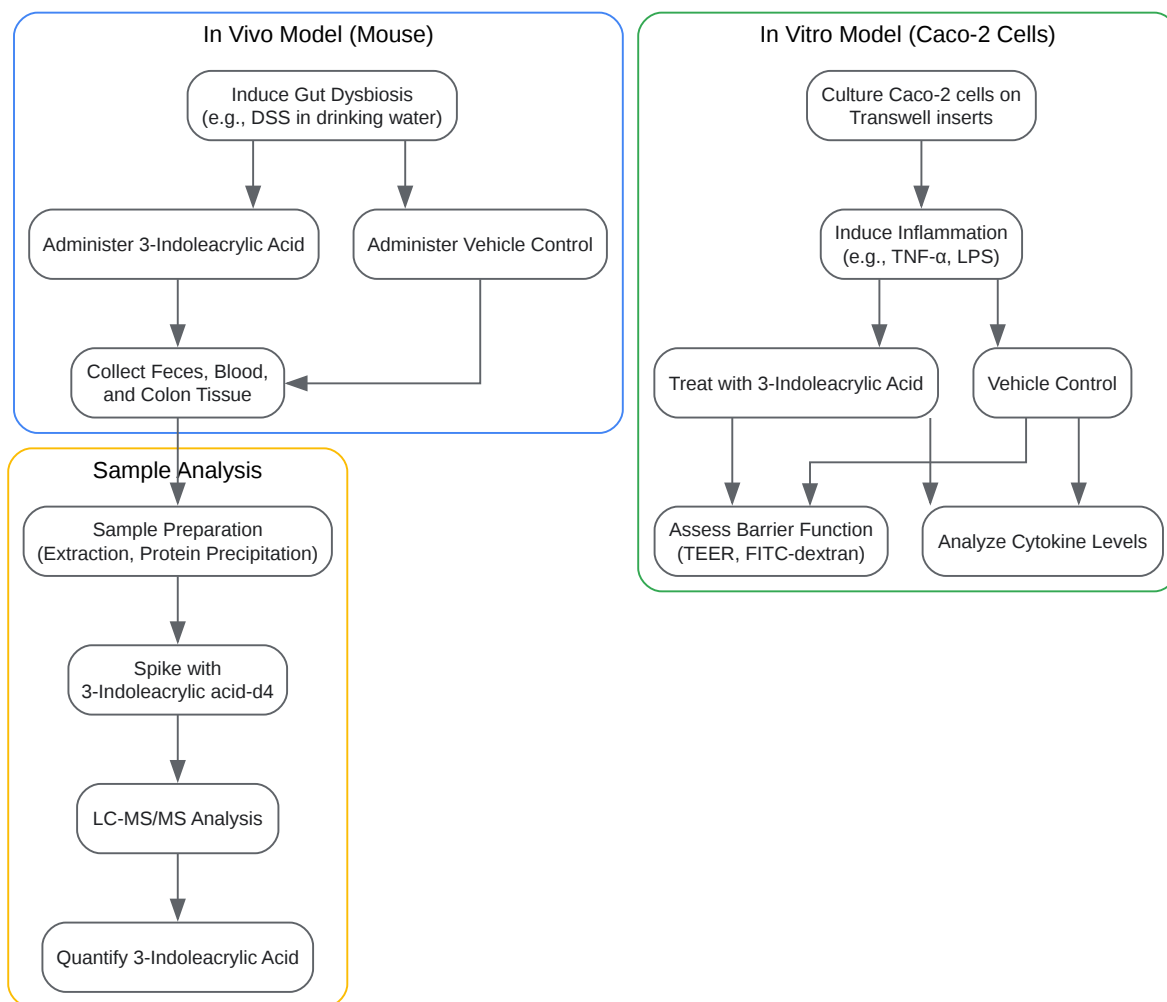 In Vivo Model (Mouse)
Induce Gut Dysbiosis
(e.g., DSS in drinking water)
Administer 3-Indoleacrylic Acid
Administer Vehicle Control
Collect Feces, Blood,
and Colon Tissue
Sample Analysis
Sample Preparation
(Extraction, Protein Precipitation)
Spike with
3-Indoleacrylic acid-d4
LC-MS/MS Analysis
Quantify 3-Indoleacrylic Acid
In Vitro Model (Caco-2 Cells)
Culture Caco-2 cells on
Transwell inserts
Induce Inflammation
(e.g., TNF-α, LPS)
Treat with 3-Indoleacrylic Acid
Vehicle Control
Assess Barrier Function
(TEER, FITC-dextran)
Analyze Cytokine Levels